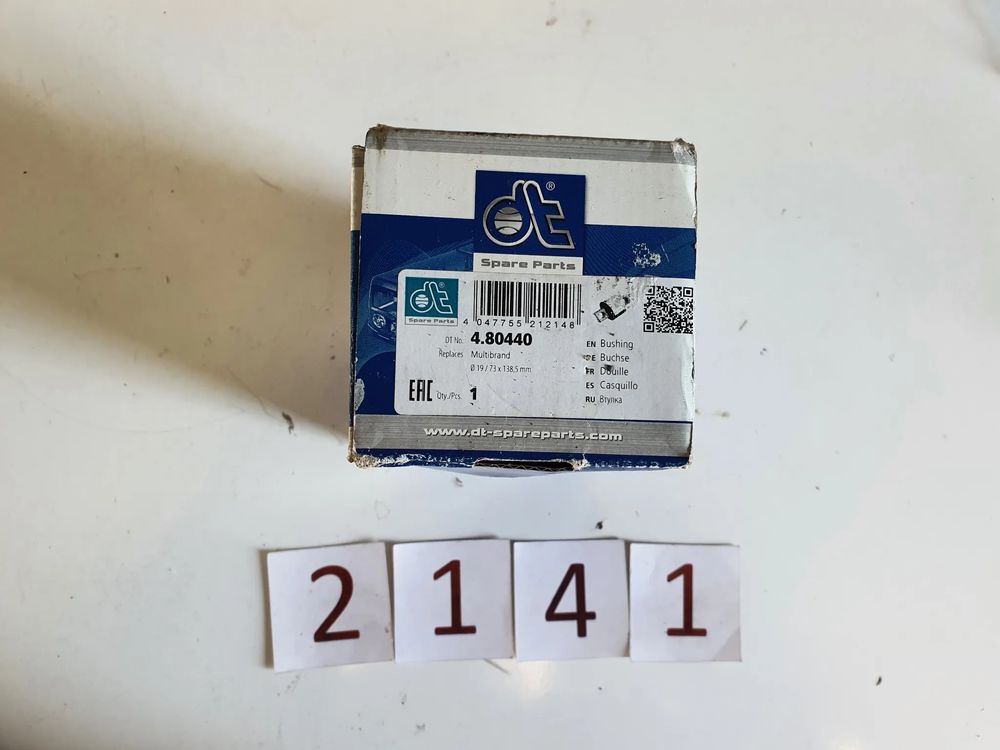 dt®
Spare Parts
dt®
Spare Parts
4 047755 212148
DT No. 4.80440
Replaces Multibrand
Ø 19 / 73 x 138,5 mm
EAC Qty./Pcs. 1
EN Bushing
DE Buchse
FR Douille
ES Casquillo
RU Втулка
www.dt-spareparts.com
2 1 4 1